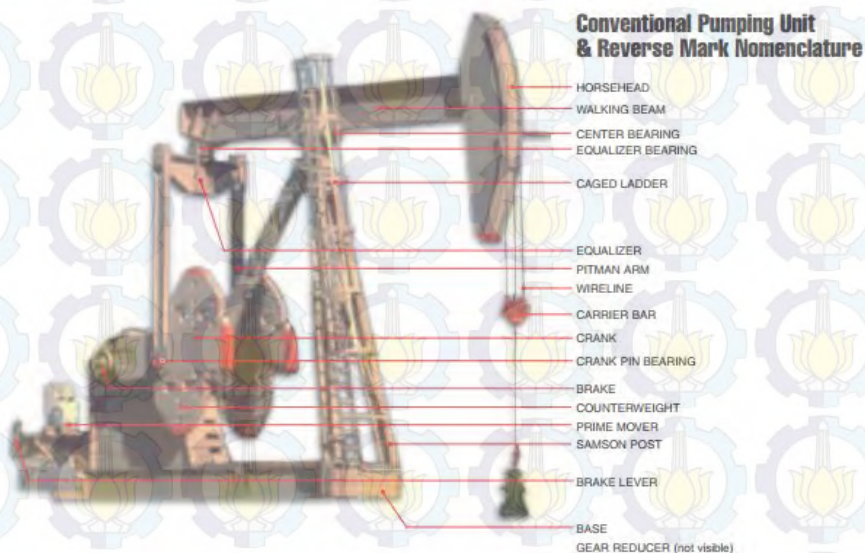 Conventional Pumping Unit
& Reverse Mark Nomenclature
HORSEHEAD
WALKING BEAM
CENTER BEARING
EQUALIZER BEARING
CAGED LADDER
EQUALIZER
PITMAN ARM
WIRELINE
CARRIER BAR
CRANK
CRANK PIN BEARING
BRAKE
COUNTERWEIGHT
PRIME MOVER
SAMSON POST
BRAKE LEVER
BASE
GEAR REDUCER (not visible)